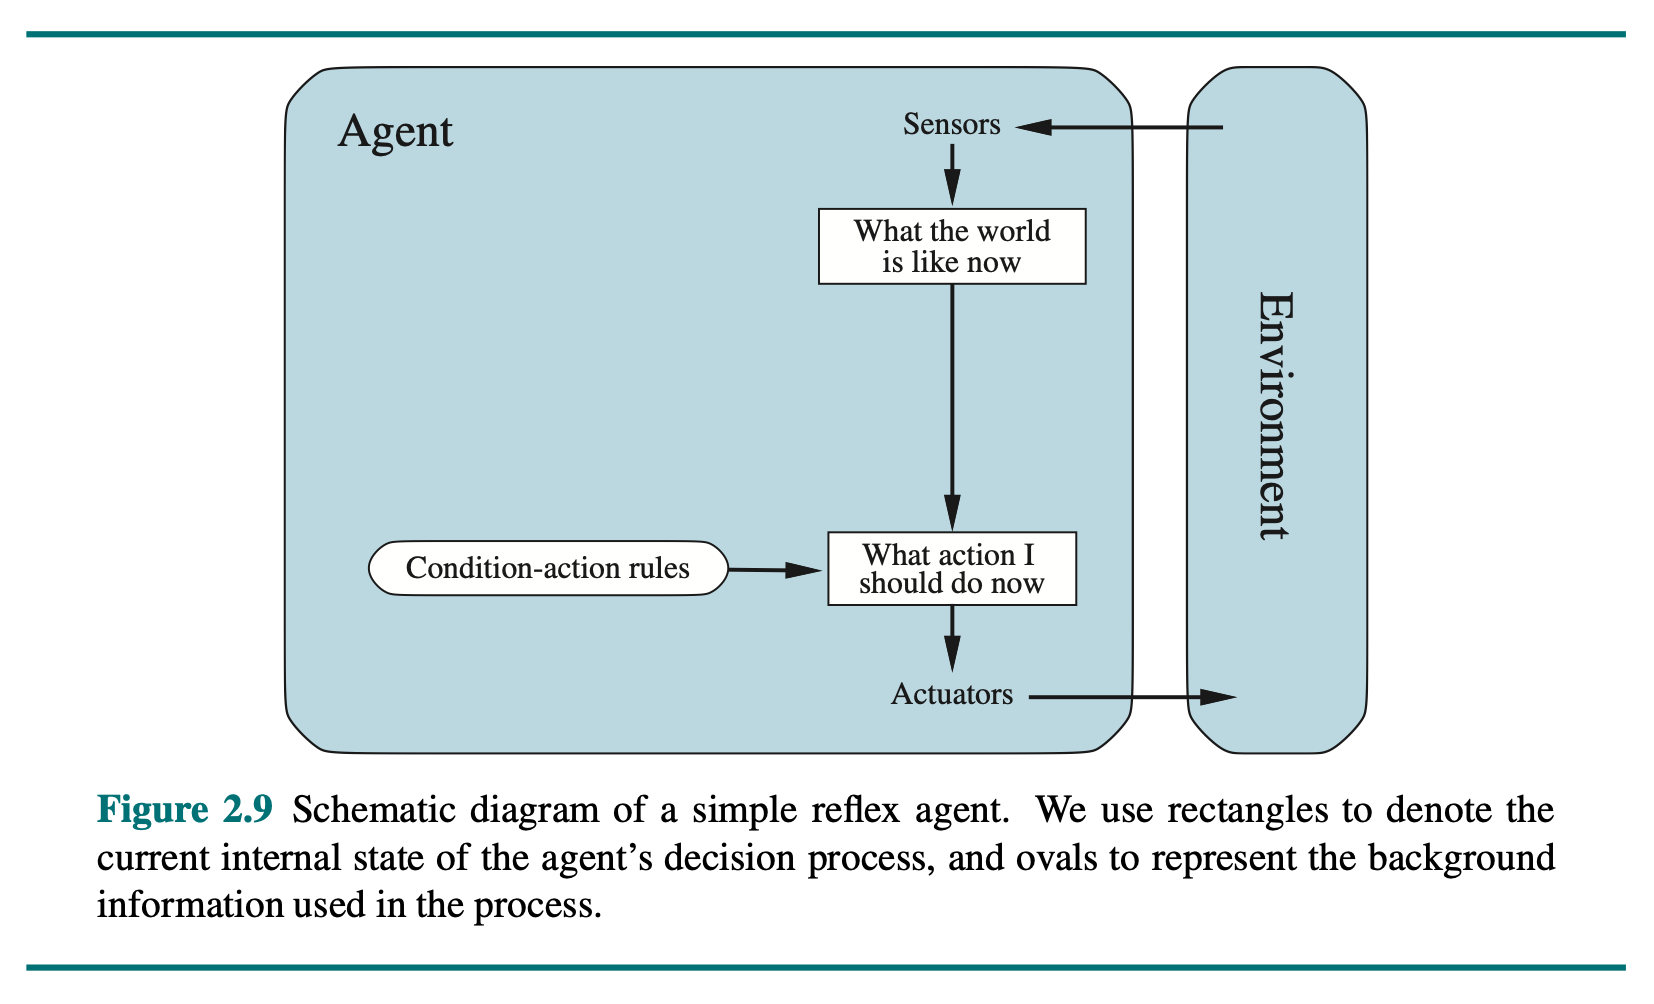 Agent
Sensors
What the world
is like now
Environment
Condition-action rules
What action I
should do now
Actuators
Figure 2.9 Schematic diagram of a simple reflex agent. We use rectangles to denote the
current internal state of the agent’s decision process, and ovals to represent the background
information used in the process.